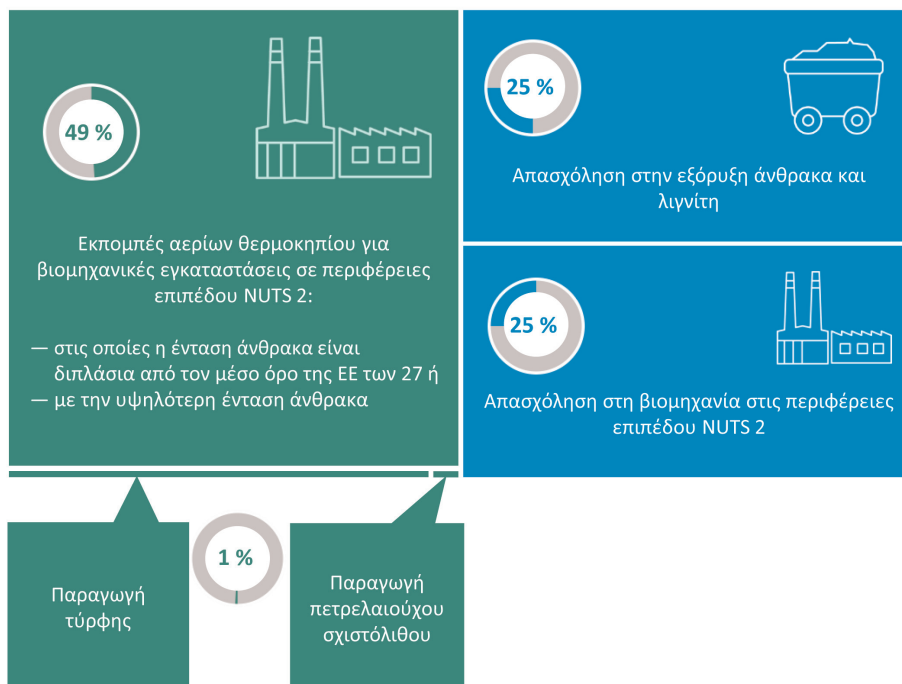 49 %
Εκπομπές αερίων θερμοκηπίου για
βιομηχανικές εγκαταστάσεις σε περιφέρειες
επιπέδου NUTS 2:
— στις οποίες η ένταση άνθρακα είναι
διπλάσια από τον μέσο όρο της ΕΕ των 27 ή
— με την υψηλότερη ένταση άνθρακα
25 %
Απασχόληση στην εξόρυξη άνθρακα και
λιγνίτη
25 %
Απασχόληση στη βιομηχανία στις περιφέρειες
επιπέδου NUTS 2
Παραγωγή
τύρφης
1 %
Παραγωγή
πετρελαιούχου
σχιστόλιθου